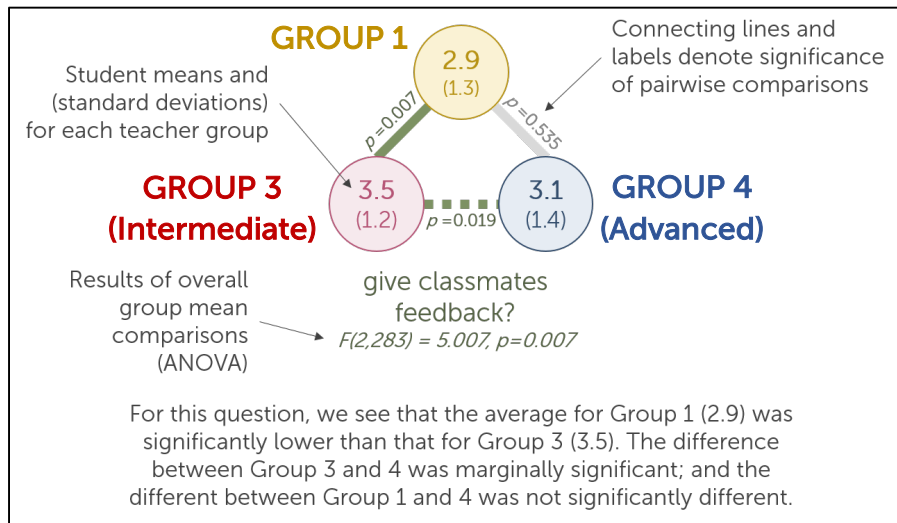 GROUP 1
2.9
(1.3)
Connecting lines and
labels denote significance
of pairwise comparisons
Student means and
(standard deviations)
for each teacher group
p=0.007
p=0.535
GROUP 3
(Intermediate)
3.5
(1.2)
p=0.019
3.1
(1.4)
GROUP 4
(Advanced)
Results of overall
group mean
comparisons
(ANOVA)
give classmates
feedback?
F(2,283) = 5.007, p=0.007
For this question, we see that the average for Group 1 (2.9) was
significantly lower than that for Group 3 (3.5). The difference
between Group 3 and 4 was marginally significant; and the
different between Group 1 and 4 was not significantly different.